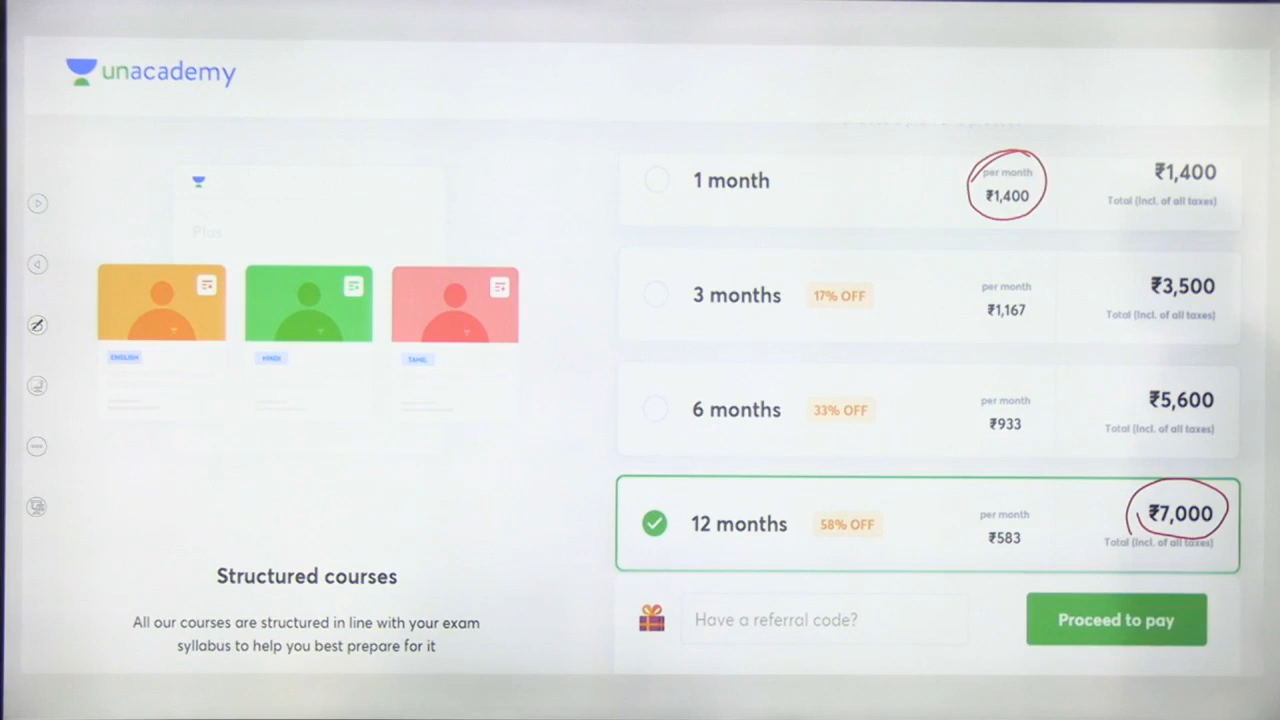 unacademy
Plus
ENGLISH
HINDI
TAMIL
Structured courses
All our courses are structured in line with your exam
syllabus to help you best prepare for it
1 month
per month
₹1,400
₹1,400
Total (Incl. of all taxes)
3 months
17% OFF
per month
₹1,167
₹3,500
Total (Incl. of all taxes)
6 months
33% OFF
per month
₹933
₹5,600
Total (Incl. of all taxes)
12 months
58% OFF
per month
₹583
₹7,000
Total (Incl. of all taxes)
Have a referral code?
Proceed to pay